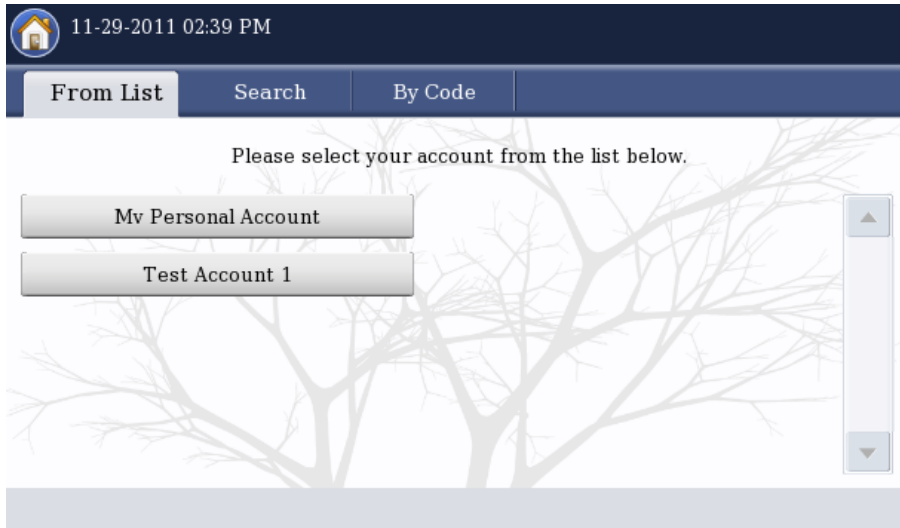 11-29-2011 02:39 PM
From List Search By Code
Please select your account from the list below.
My Personal Account
Test Account 1